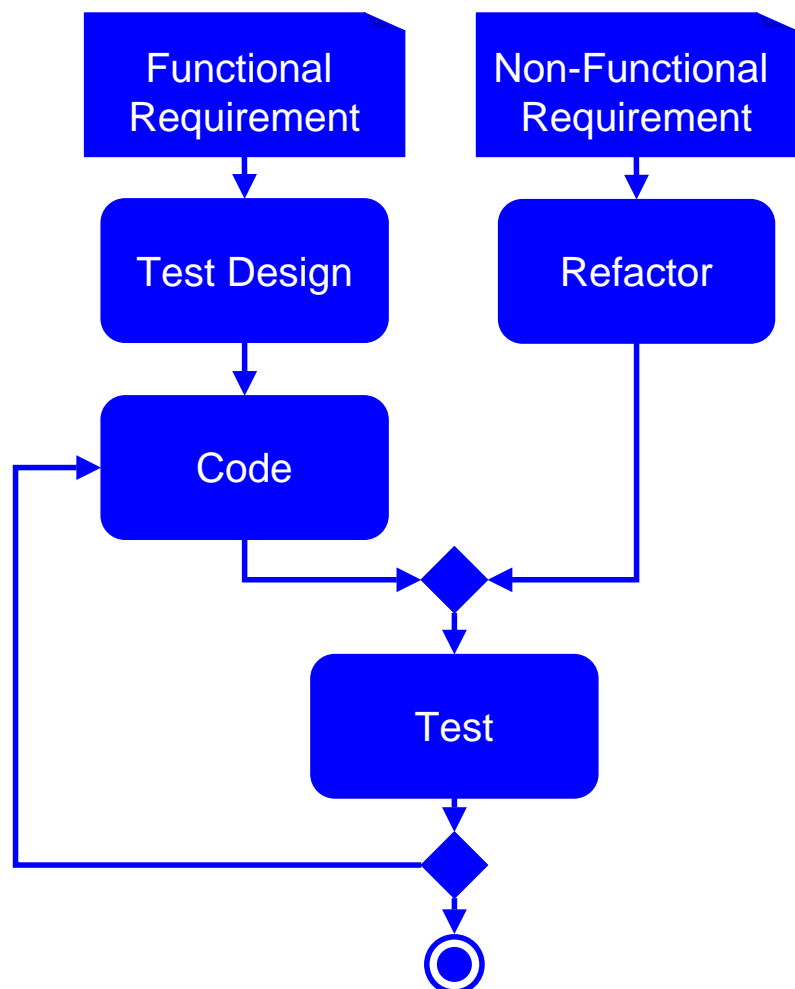 Functional
Requirement
Non-Functional
Requirement
Test Design
Refactor
Code
Test